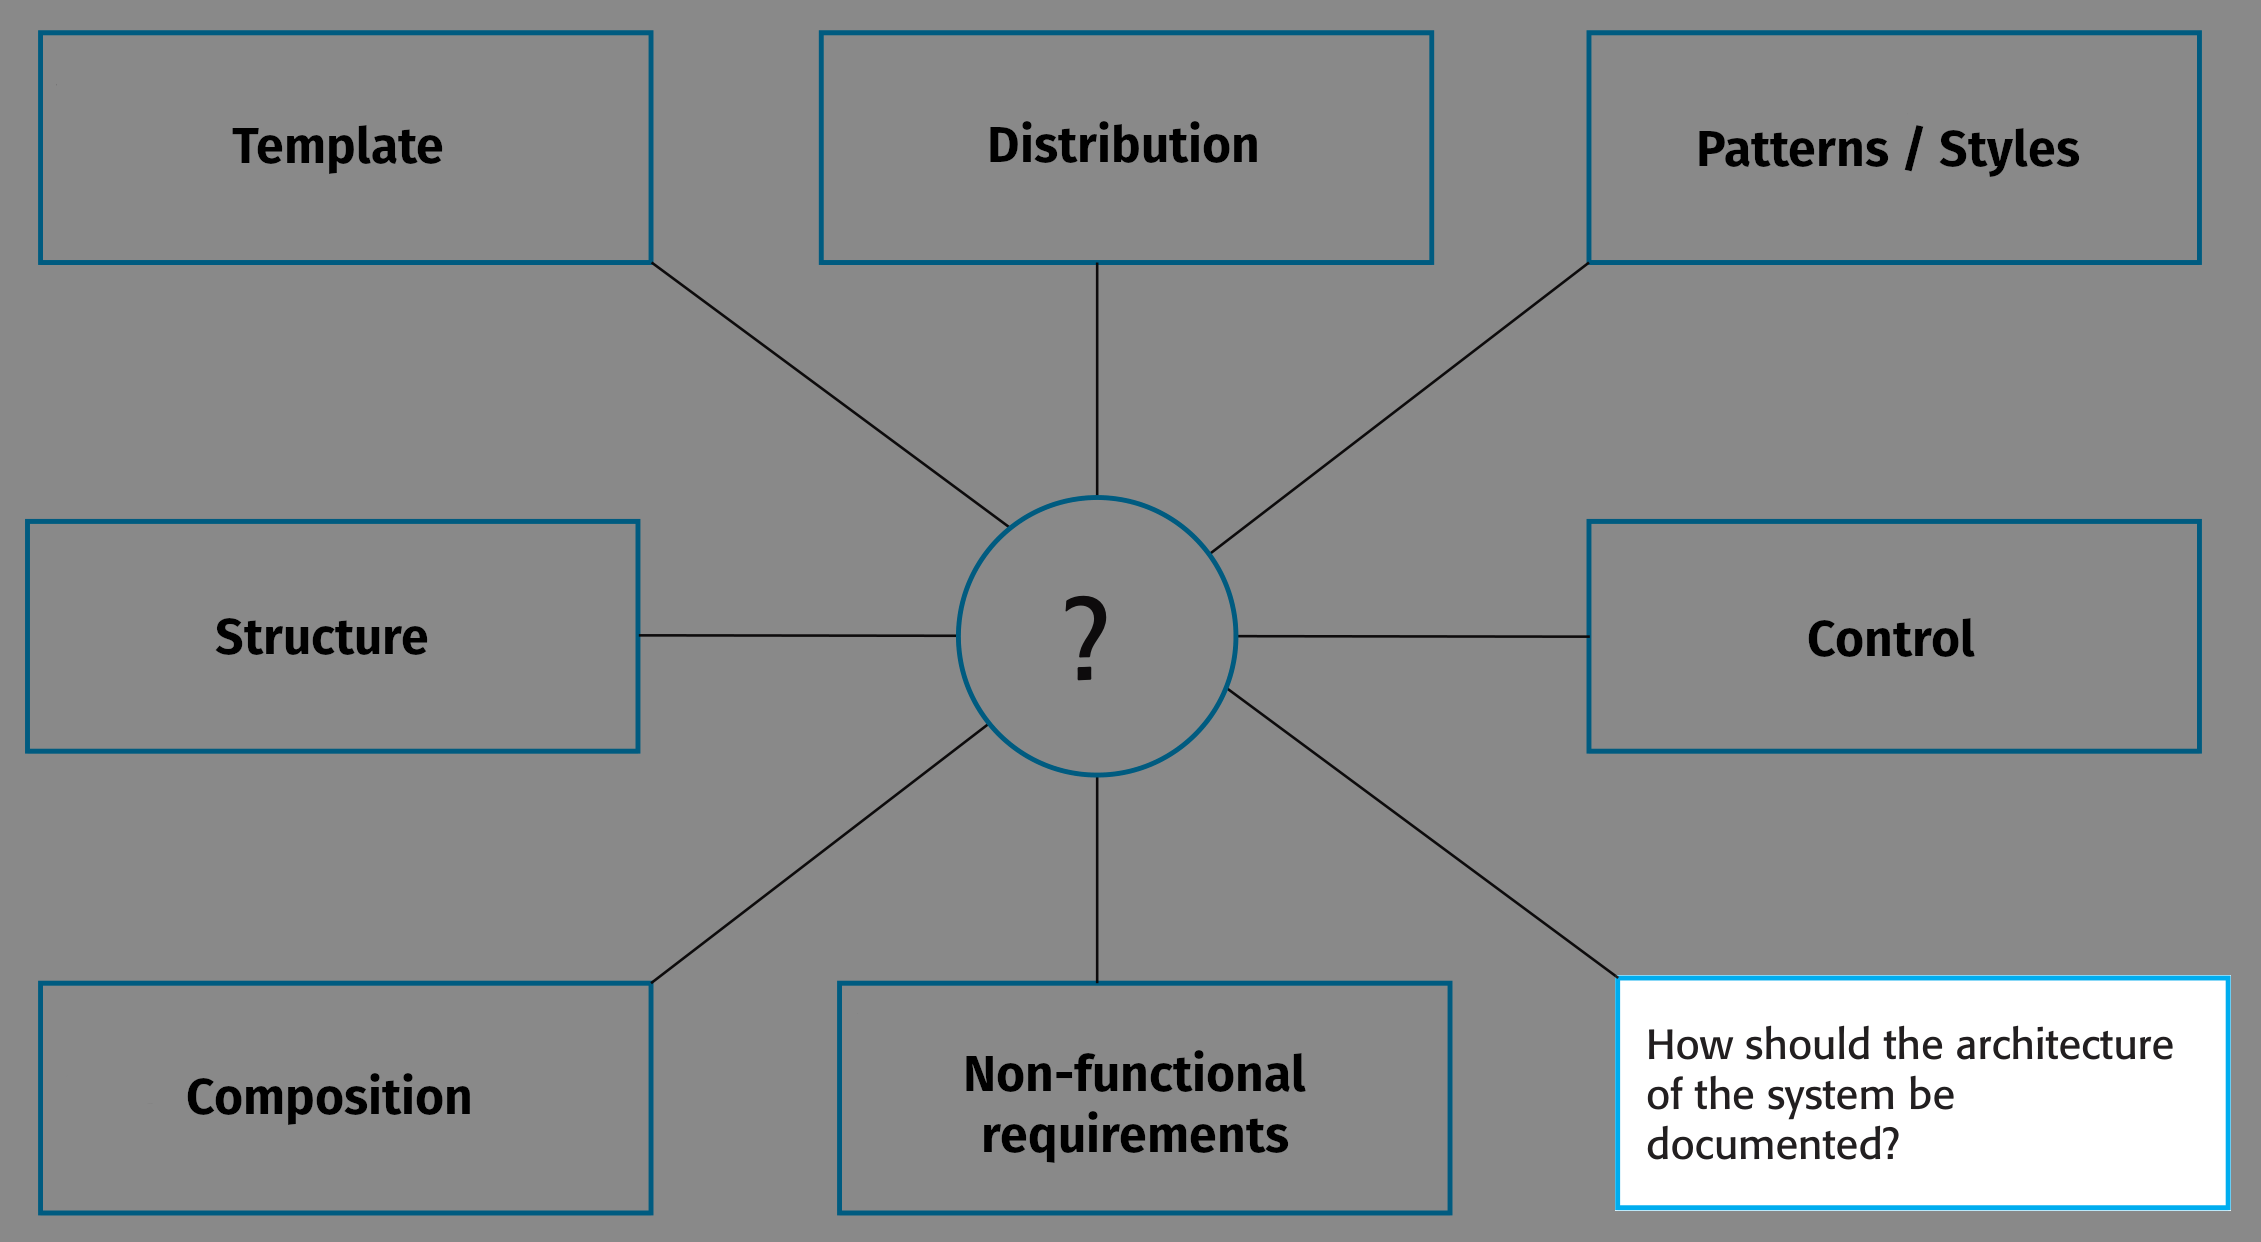 Template
Distribution
Patterns / Styles
Structure
?
Control
Composition
Non-functional
requirements
How should the architecture
of the system be
documented?